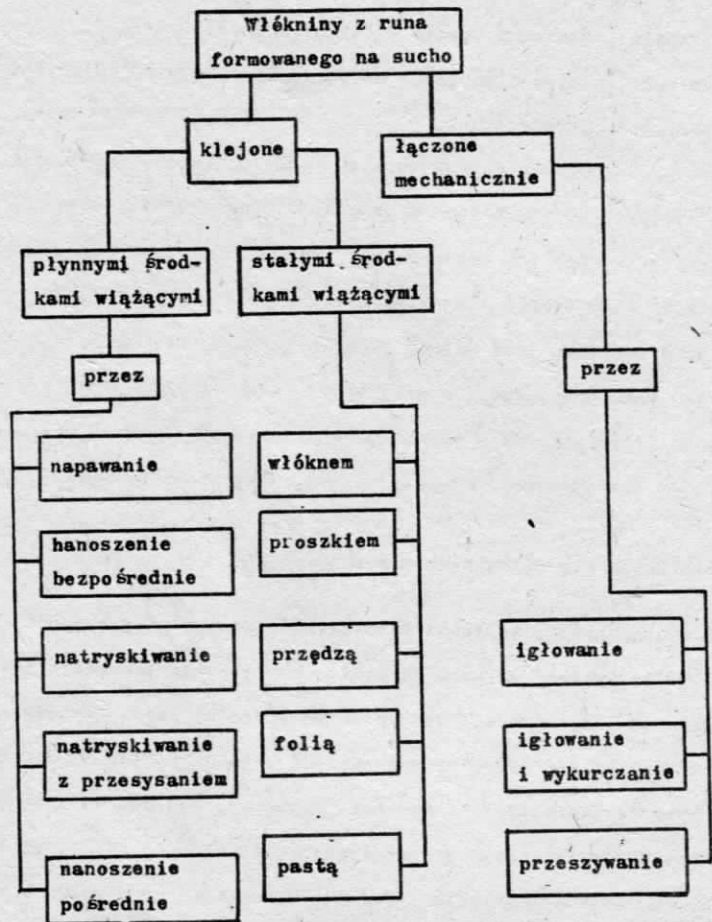 Włókniny z runa
formowanego na sucho
klejone
łączone
mechanicznie
płynnymi środ-
kami wiążącymi
stałymi środ-
kami wiążącymi
przez
przez
napawanie
hanoszenie
bezpośrednie
natryskiwanie
natryskiwanie
z przesysaniem
nanoszenie
pośrednie
włóknem
proszkiem
przędzą
folią
pastą
igłowanie
igłowanie
i wykurczanie
przeszywanie